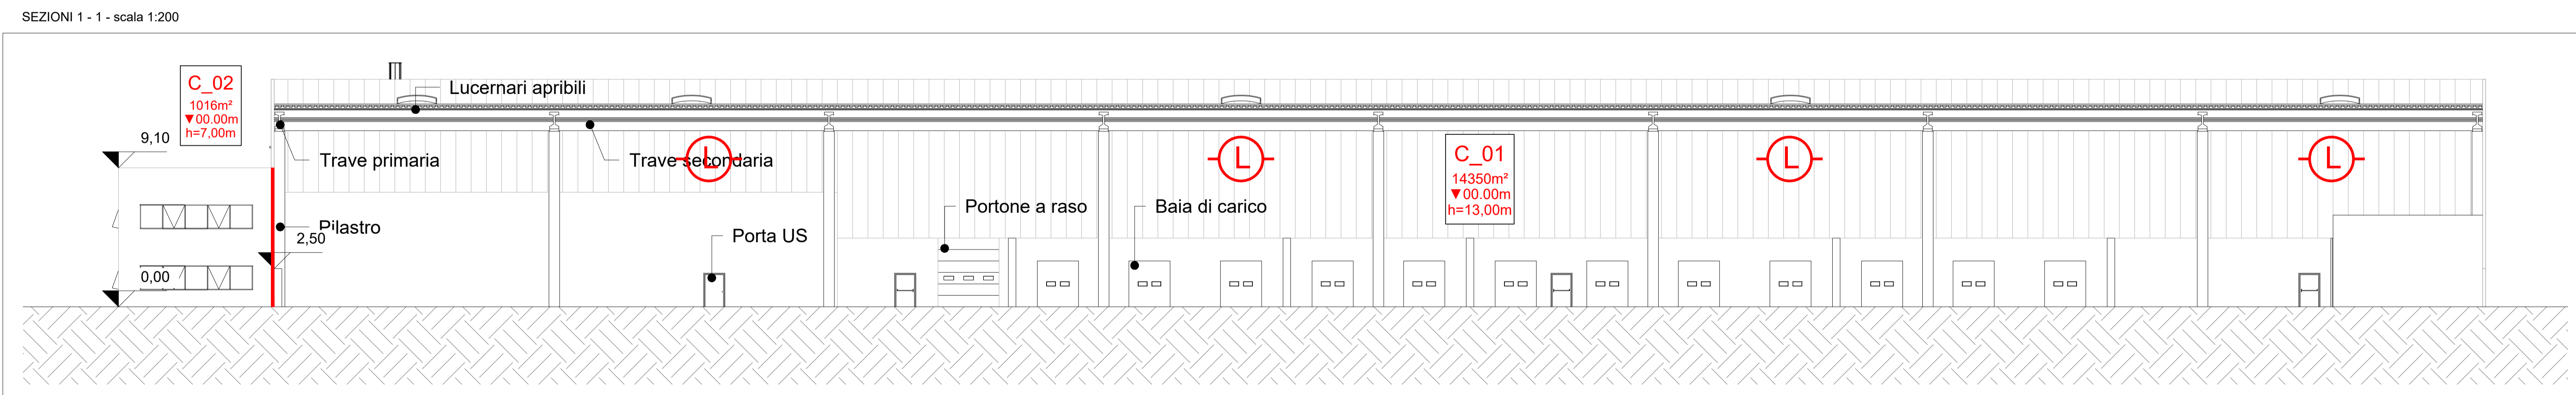 SEZIONI 1 - 1 - scala 1:200
C_02
1016m²
▼00.00m
h=7,00m
9,10
Lucernari apribili
Trave primaria
Trave secondaria
L
L
C_01
14350m²
▼00.00m
h=13,00m
L
L
Pilastro
2,50
0,00
Porta US
Portone a raso
Baia di carico